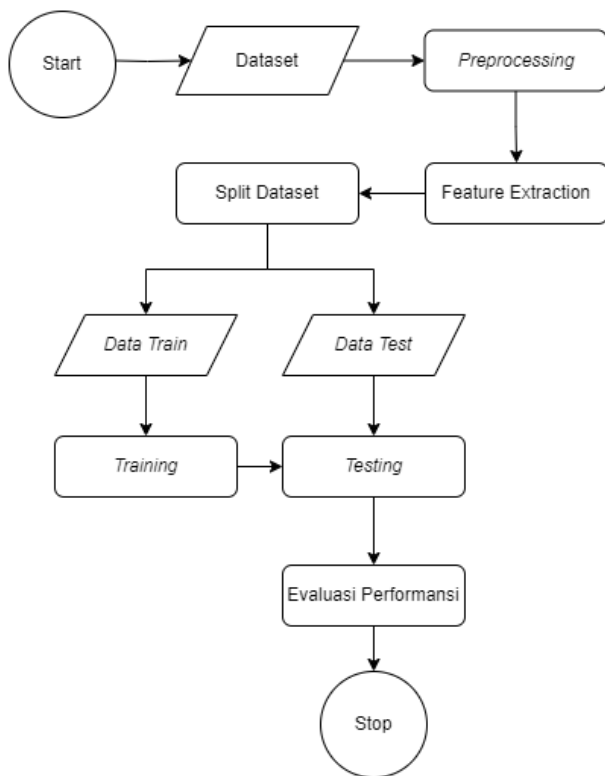 Start
Dataset
Preprocessing
Split Dataset
Feature Extraction
Data Train
Data Test
Training
Testing
Evaluasi Performansi
Stop